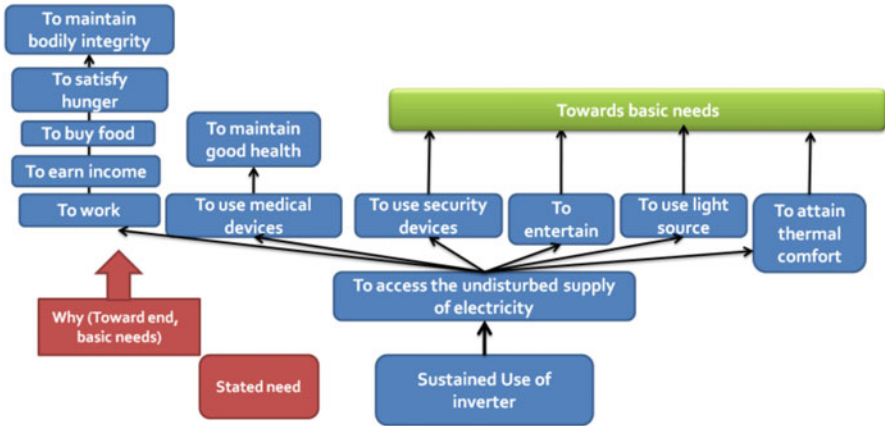 To maintain
bodily integrity
To satisfy
hunger
To buy food
To earn income
To work
To maintain
good health
To use medical
devices
Towards basic needs
To use security
devices
To
entertain
To use light
source
To attain
thermal
comfort
To access the undisturbed supply
of electricity
Why (Toward end,
basic needs)
Stated need
Sustained Use of
inverter